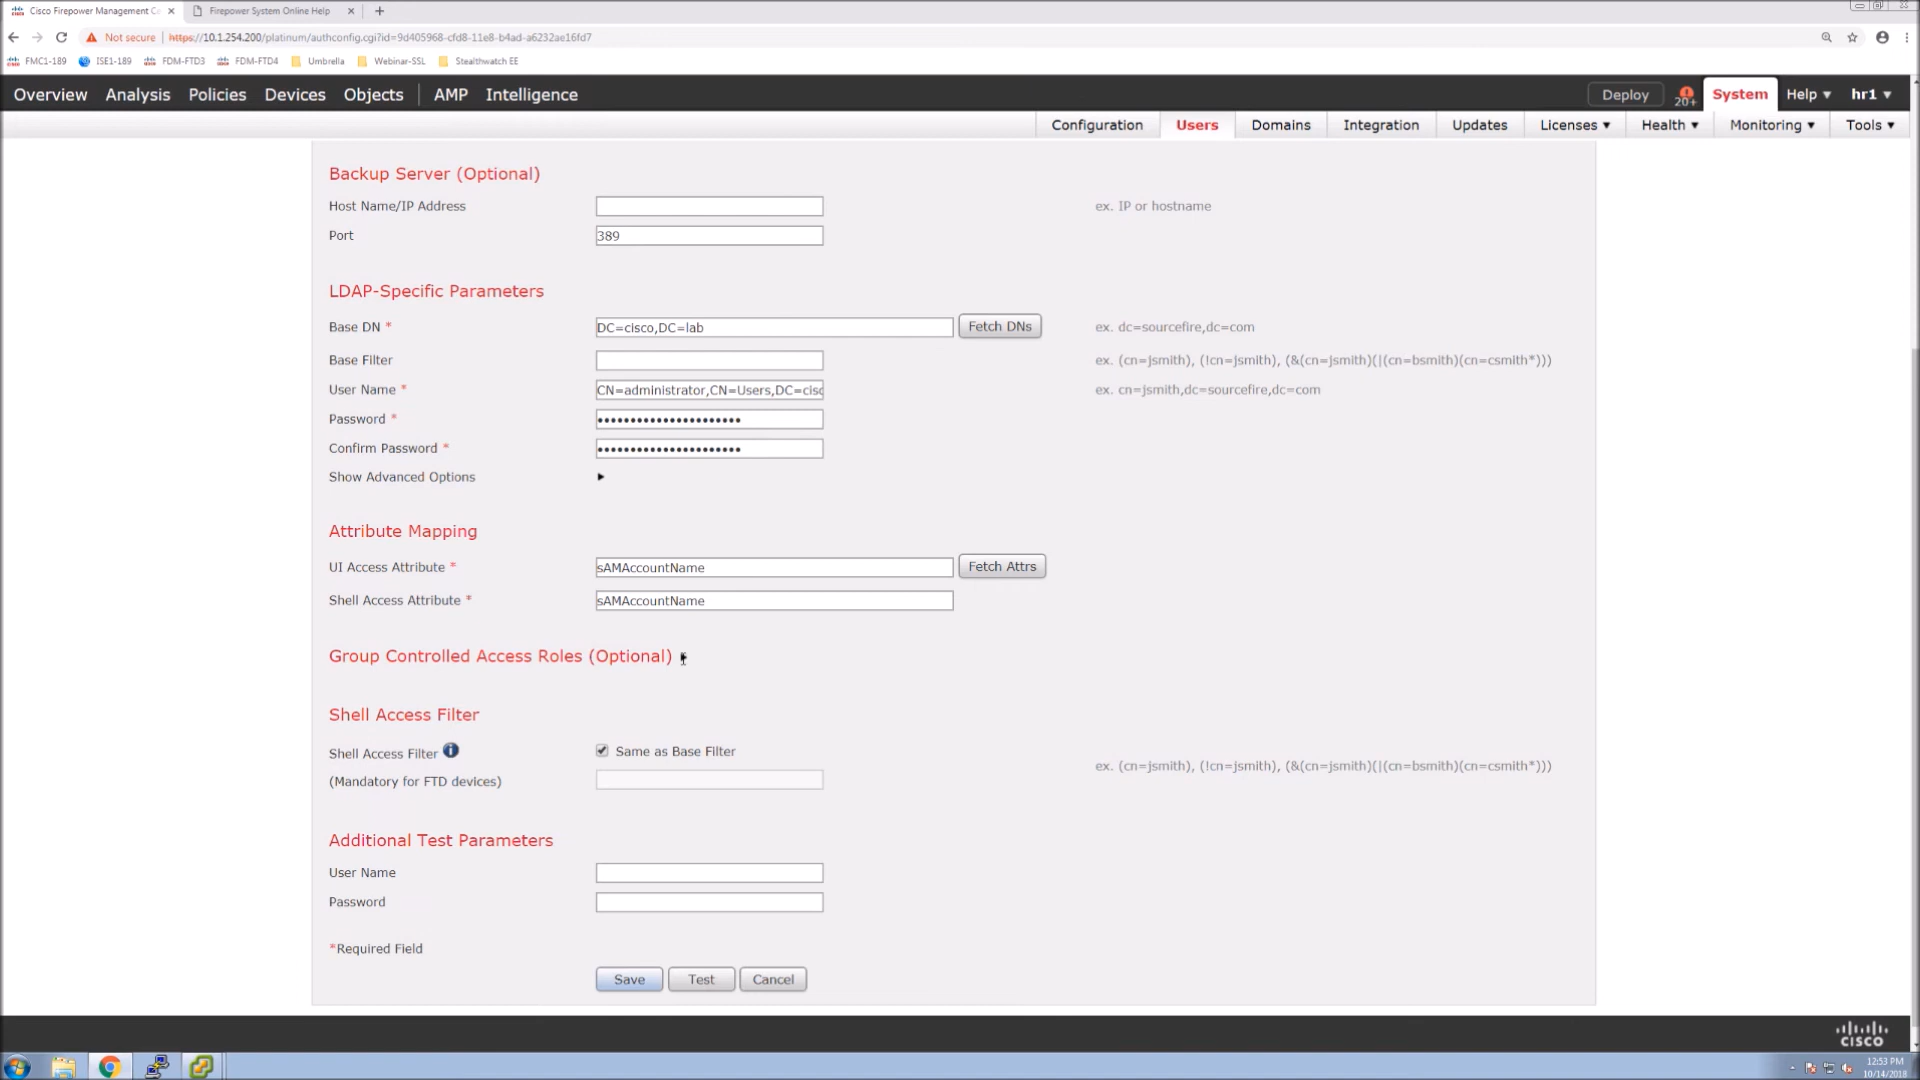 Cisco Firepower Management Ce
Firepower System Online Help
Not secure | https://10.1.254.200/platinum/authconfig.cgi?id=9d405968-cfd8-11e8-b4ad-a6232ae16fd7
FMC1-189 ISE1-189 FDM-FTD3 FDM-FTD4 Umbrella Webinar-SSL Stealthwatch EE
Overview Analysis Policies Devices Objects AMP Intelligence Deploy 20+ System Help hr1
Configuration Users Domains Integration Updates Licenses Health Monitoring Tools
Backup Server (Optional)
Host Name/IP Address ex. IP or hostname
Port 389
LDAP-Specific Parameters
Base DN * DC=cisco,DC=lab Fetch DNs ex. dc=sourcefire,dc=com
Base Filter ex. (cn=jsmith), (!cn=jsmith), (&(cn=jsmith)(|(cn=bsmith)(cn=csmith*)))
User Name * CN=administrator,CN=Users,DC=cisc ex. cn=jsmith,dc=sourcefire,dc=com
Password *
Confirm Password *
Show Advanced Options
Attribute Mapping
UI Access Attribute * sAMAccountName Fetch Attrs
Shell Access Attribute * sAMAccountName
Group Controlled Access Roles (Optional)
Shell Access Filter
Shell Access Filter Same as Base Filter
(Mandatory for FTD devices) ex. (cn=jsmith), (!cn=jsmith), (&(cn=jsmith)(|(cn=bsmith)(cn=csmith*)))
Additional Test Parameters
User Name
Password
*Required Field
Save Test Cancel
cisco
12:53 PM
10/14/2018